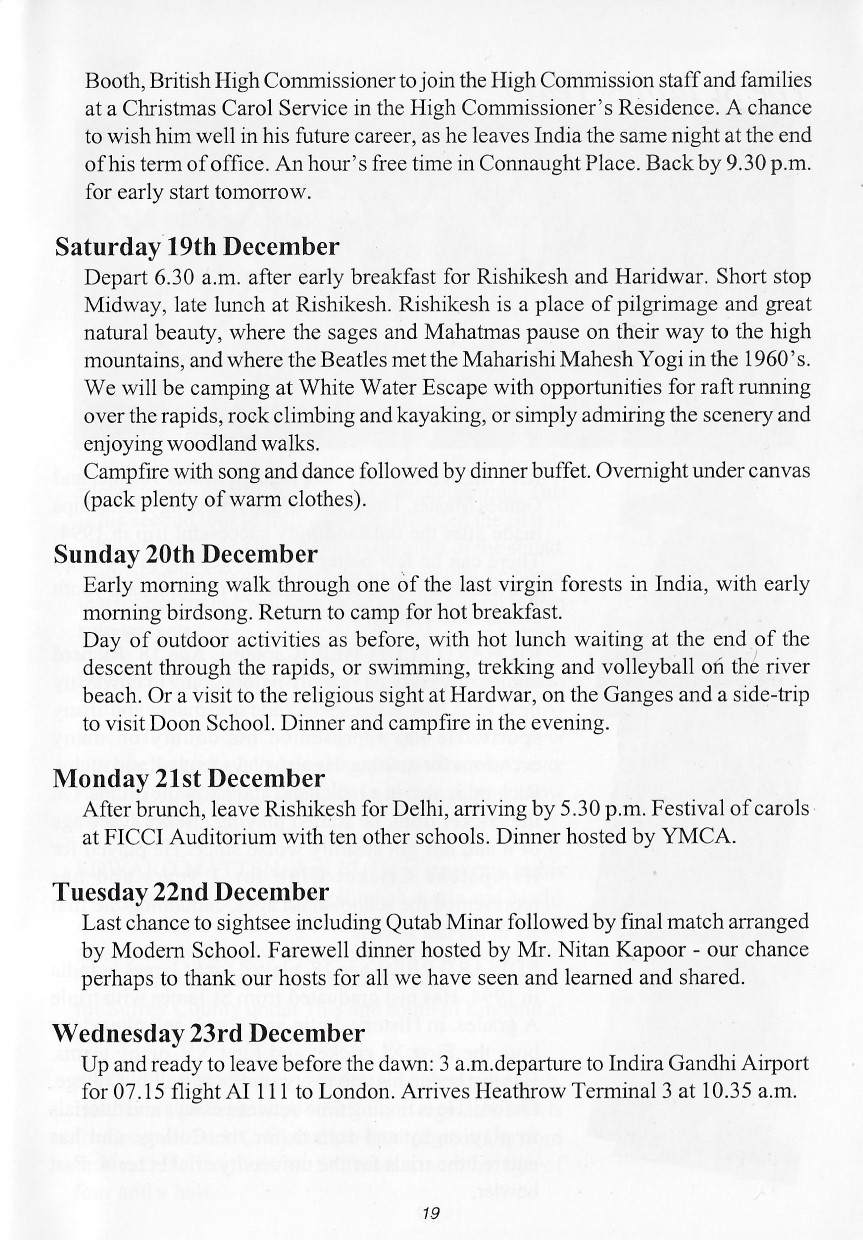 Booth, British High Commissioner to join the High Commission staff and families
at a Christmas Carol Service in the High Commissioner's Residence. A chance
to wish him well in his future career, as he leaves India the same night at the end
of his term of office. An hour's free time in Connaught Place. Back by 9.30 p.m.
for early start tomorrow.
Saturday 19th December
Depart 6.30 a.m. after early breakfast for Rishikesh and Haridwar. Short stop
Midway, late lunch at Rishikesh. Rishikesh is a place of pilgrimage and great
natural beauty, where the sages and Mahatmas pause on their way to the high
mountains, and where the Beatles met the Maharishi Mahesh Yogi in the 1960's.
We will be camping at White Water Escape with opportunities for raft running
over the rapids, rock climbing and kayaking, or simply admiring the scenery and
enjoying woodland walks.
Campfire with song and dance followed by dinner buffet. Overnight under canvas
(pack plenty of warm clothes).
Sunday 20th December
Early morning walk through one of the last virgin forests in India, with early
morning birdsong. Return to camp for hot breakfast.
Day of outdoor activities as before, with hot lunch waiting at the end of the
descent through the rapids, or swimming, trekking and volleyball on the river
beach. Or a visit to the religious sight at Hardwar, on the Ganges and a side-trip
to visit Doon School. Dinner and campfire in the evening.
Monday 21st December
After brunch, leave Rishikesh for Delhi, arriving by 5.30 p.m. Festival of carols
at FICCI Auditorium with ten other schools. Dinner hosted by YMCA.
Tuesday 22nd December
Last chance to sightsee including Qutab Minar followed by final match arranged
by Modern School. Farewell dinner hosted by Mr. Nitan Kapoor - our chance
perhaps to thank our hosts for all we have seen and learned and shared.
Wednesday 23rd December
Up and ready to leave before the dawn: 3 a.m.departure to Indira Gandhi Airport
for 07.15 flight AI 111 to London. Arrives Heathrow Terminal 3 at 10.35 a.m.
19